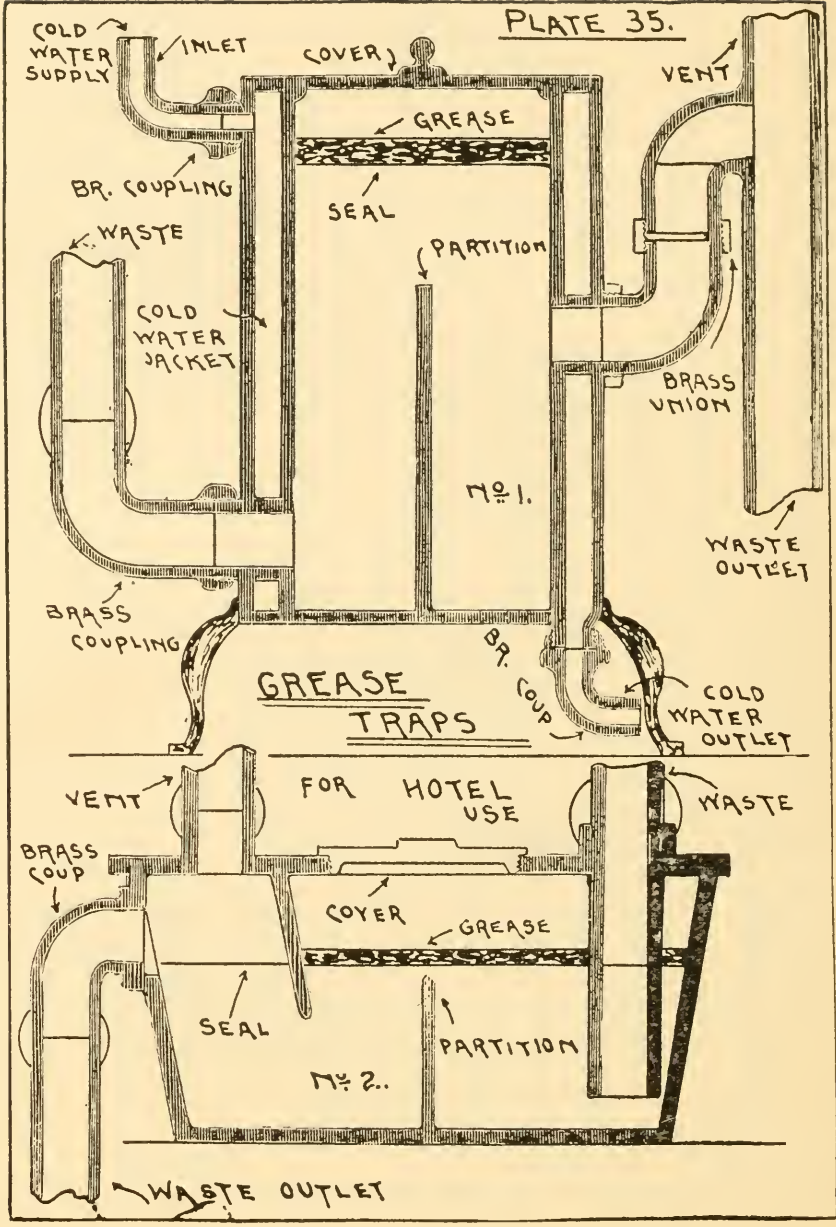 PLATE 35.
COLD
WATER
SUPPLY
INLET
COVER
VENT
GREASE
BR. COUPLING
SEAL
WASTE
PARTITION
COLD
WATER
JACKET
BRASS
UNION
No 1.
WASTE
OUTLET
BRASS
COUPLING
BR. COUP
GREASE
TRAPS
COLD
WATER
OUTLET
FOR HOTEL
USE
VENT
WASTE
BRASS
COUP
COVER
GREASE
SEAL
PARTITION
No 2..
WASTE OUTLET